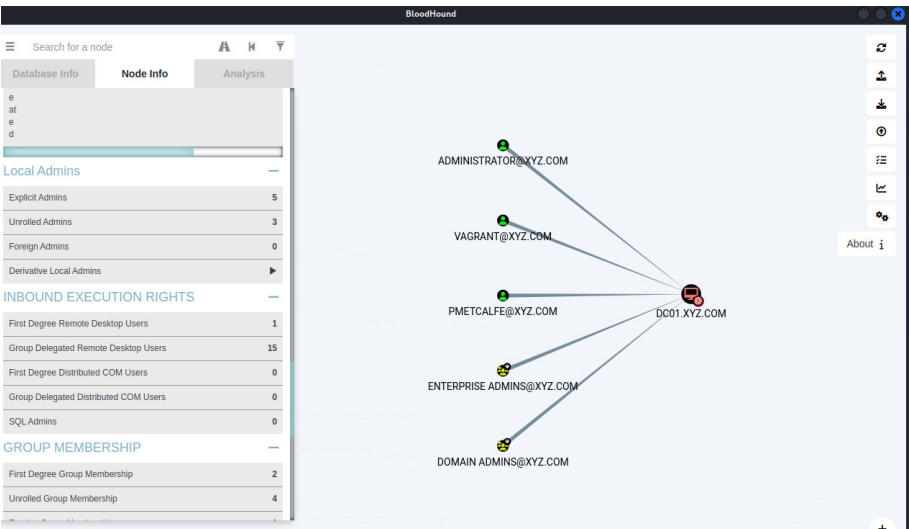 BloodHound
Search for a node
Database Info Node Info Analysis
e
at
e
d
Local Admins
Explicit Admins 5
Unrolled Admins 3
Foreign Admins 0
Derivative Local Admins
INBOUND EXECUTION RIGHTS
First Degree Remote Desktop Users 1
Group Delegated Remote Desktop Users 15
First Degree Distributed COM Users 0
Group Delegated Distributed COM Users 0
SQL Admins 0
GROUP MEMBERSHIP
First Degree Group Membership 2
Unrolled Group Membership 4
ADMINISTRATOR@XYZ.COM
VAGRANT@XYZ.COM
PMETCALFE@XYZ.COM
DC01.XYZ.COM
ENTERPRISE ADMINS@XYZ.COM
DOMAIN ADMINS@XYZ.COM
About i